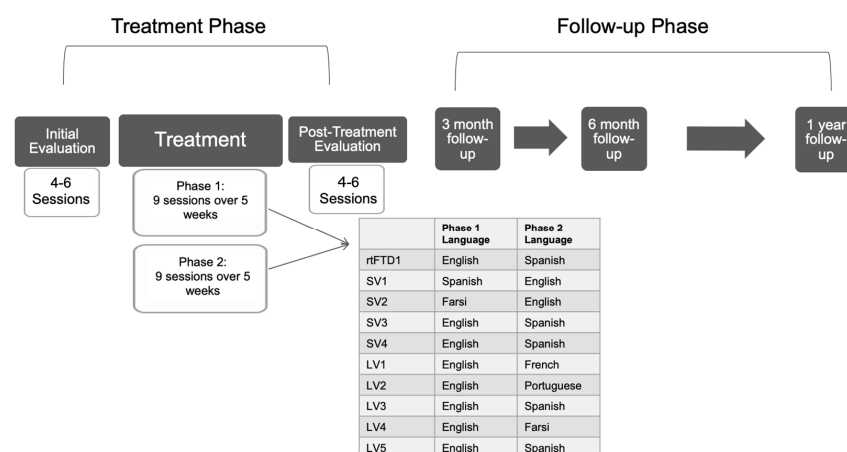 Treatment Phase
Follow-up Phase
Initial
Evaluation
Treatment
Post-Treatment
Evaluation
3 month
follow-
up
6 month
follow-
up
1 year
follow-
up
4-6
Sessions
Phase 1:
9 sessions over 5
weeks
4-6
Sessions
Phase 2:
9 sessions over 5
weeks
Phase 1 Phase 2
Language Language
rtFTD1 English Spanish
SV1 Spanish English
SV2 Farsi English
SV3 English Spanish
SV4 English Spanish
LV1 English French
LV2 English Portuguese
LV3 English Spanish
LV4 English Farsi
LV5 English Spanish